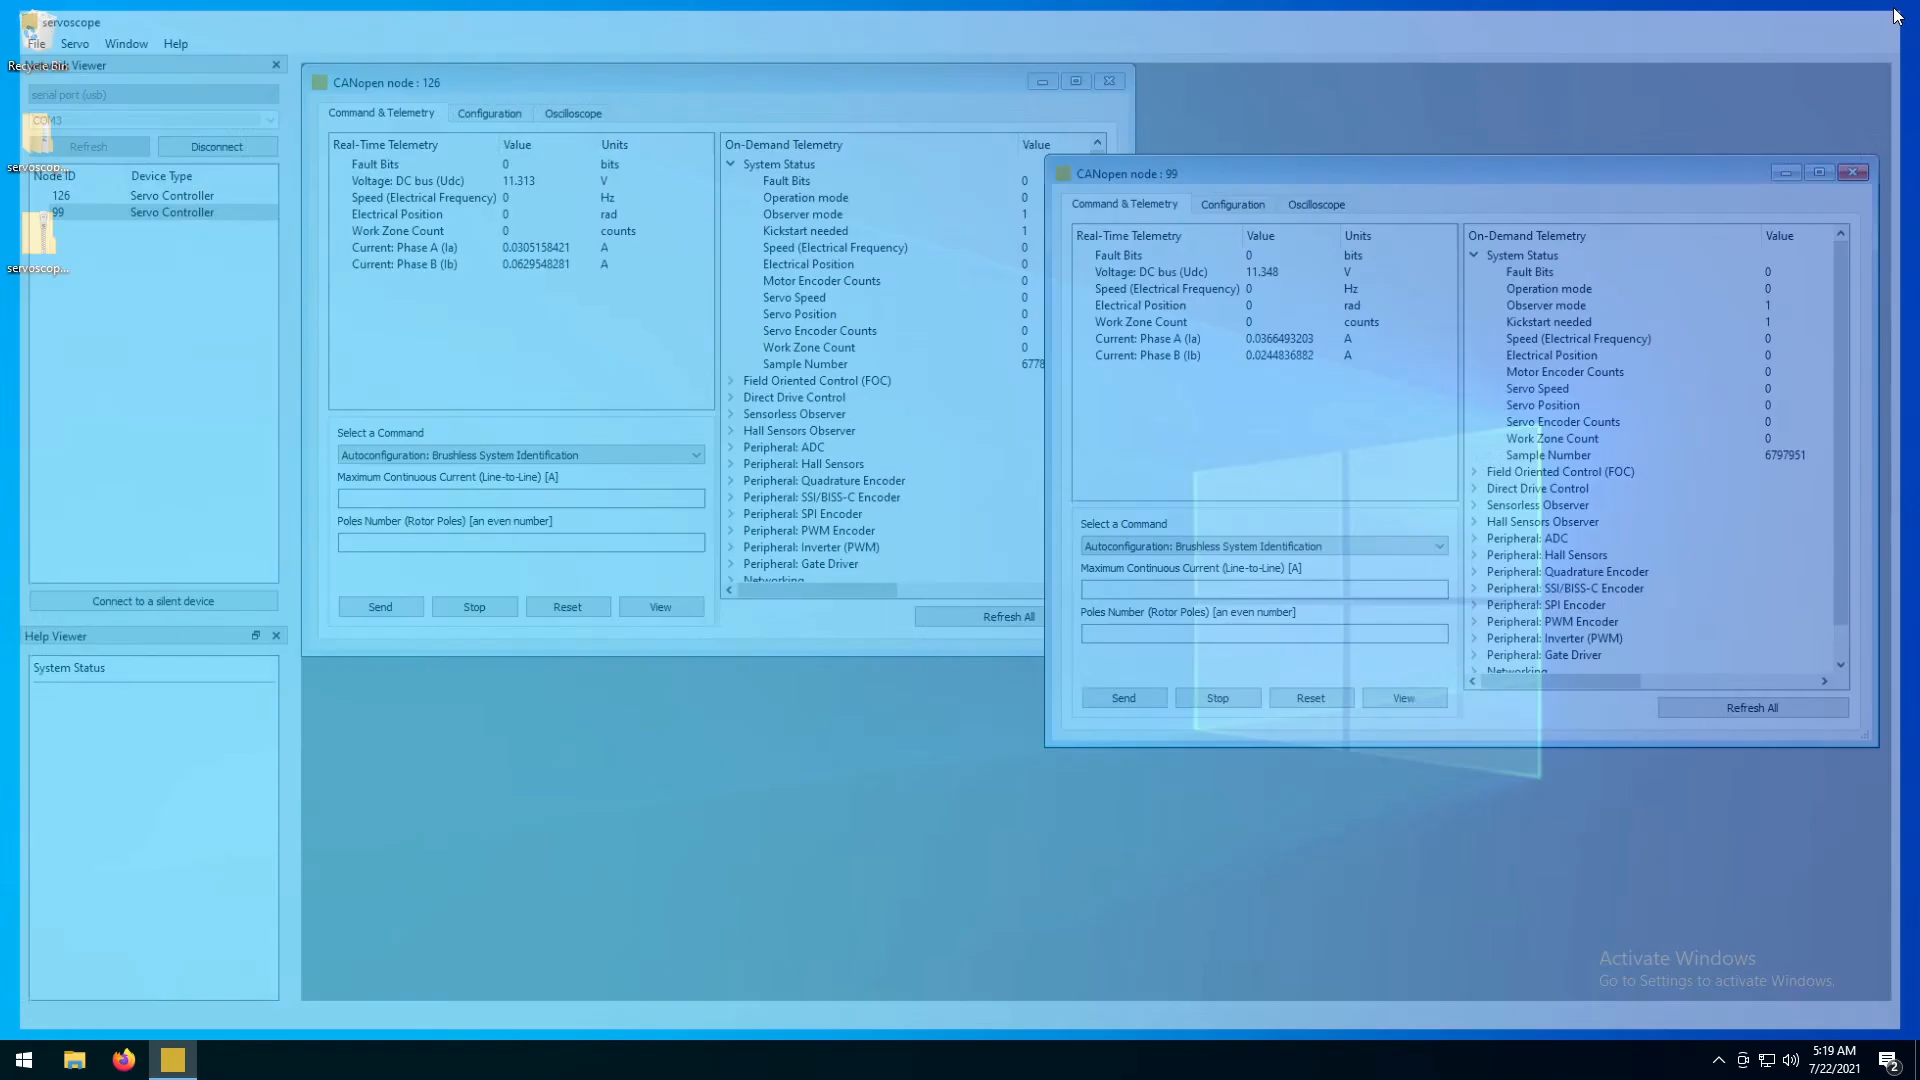 servoscope
File Servo Window Help
Recycle Bin
Viewer
serial port (usb)
COM3
Refresh Disconnect
servoscop...
Node ID Device Type
126 Servo Controller
99 Servo Controller
servoscop...
Connect to a silent device
Help Viewer
System Status
CANopen node : 126
Command & Telemetry Configuration Oscilloscope
Real-Time Telemetry Value Units
Fault Bits 0 bits
Voltage: DC bus (Udc) 11.313 V
Speed (Electrical Frequency) 0 Hz
Electrical Position 0 rad
Work Zone Count 0 counts
Current: Phase A (Ia) 0.0305158421 A
Current: Phase B (Ib) 0.0629548281 A
Select a Command
Autoconfiguration: Brushless System Identification
Maximum Continuous Current (Line-to-Line) [A]
Poles Number (Rotor Poles) [an even number]
Send Stop Reset View
On-Demand Telemetry Value
System Status
Fault Bits 0
Operation mode 0
Observer mode 1
Kickstart needed 1
Speed (Electrical Frequency) 0
Electrical Position 0
Motor Encoder Counts 0
Servo Speed 0
Servo Position 0
Servo Encoder Counts 0
Work Zone Count 0
Sample Number 6778
Field Oriented Control (FOC)
Direct Drive Control
Sensorless Observer
Hall Sensors Observer
Peripheral: ADC
Peripheral: Hall Sensors
Peripheral: Quadrature Encoder
Peripheral: SSI/BISS-C Encoder
Peripheral: SPI Encoder
Peripheral: PWM Encoder
Peripheral: Inverter (PWM)
Peripheral: Gate Driver
Networking
Refresh All
CANopen node : 99
Command & Telemetry Configuration Oscilloscope
Real-Time Telemetry Value Units
Fault Bits 0 bits
Voltage: DC bus (Udc) 11.348 V
Speed (Electrical Frequency) 0 Hz
Electrical Position 0 rad
Work Zone Count 0 counts
Current: Phase A (Ia) 0.0366493203 A
Current: Phase B (Ib) 0.0244836882 A
Select a Command
Autoconfiguration: Brushless System Identification
Maximum Continuous Current (Line-to-Line) [A]
Poles Number (Rotor Poles) [an even number]
Send Stop Reset View
On-Demand Telemetry Value
System Status
Fault Bits 0
Operation mode 0
Observer mode 1
Kickstart needed 1
Speed (Electrical Frequency) 0
Electrical Position 0
Motor Encoder Counts 0
Servo Speed 0
Servo Position 0
Servo Encoder Counts 0
Work Zone Count 0
Sample Number 6797951
Field Oriented Control (FOC)
Direct Drive Control
Sensorless Observer
Hall Sensors Observer
Peripheral: ADC
Peripheral: Hall Sensors
Peripheral: Quadrature Encoder
Peripheral: SSI/BISS-C Encoder
Peripheral: SPI Encoder
Peripheral: PWM Encoder
Peripheral: Inverter (PWM)
Peripheral: Gate Driver
Networking
Refresh All
Activate Windows
Go to Settings to activate Windows.
5:19 AM
7/22/2021
2